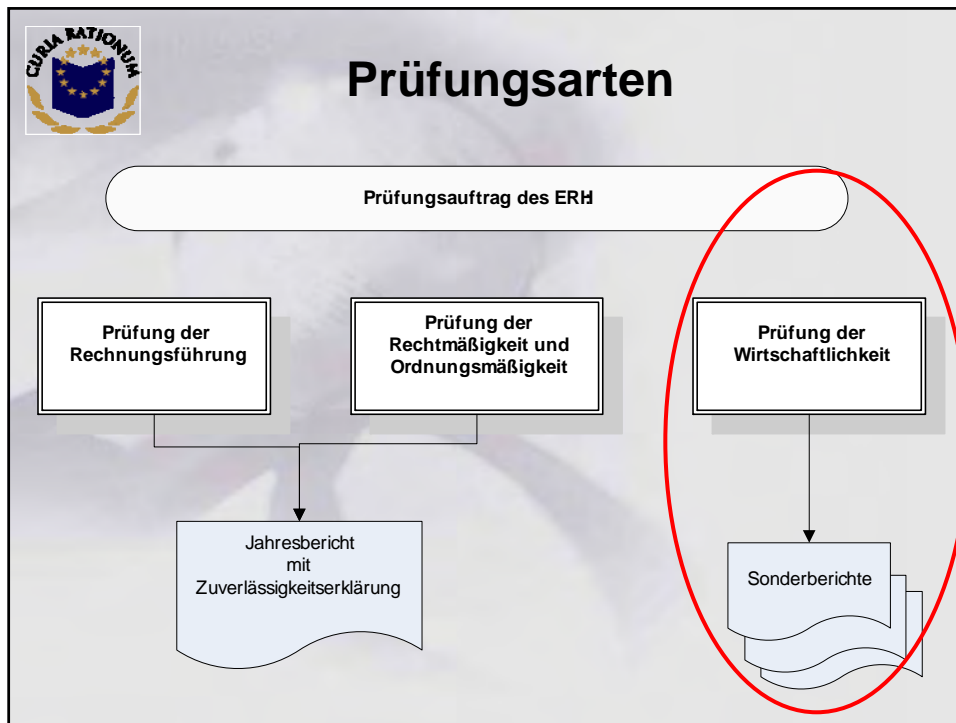 CURIA RATIONUM
Prüfungsarten
Prüfungsauftrag des ERH
Prüfung der
Rechnungsführung
Prüfung der
Rechtmäßigkeit und
Ordnungsmäßigkeit
Prüfung der
Wirtschaftlichkeit
Jahresbericht
mit
Zuverlässigkeitserklärung
Sonderberichte